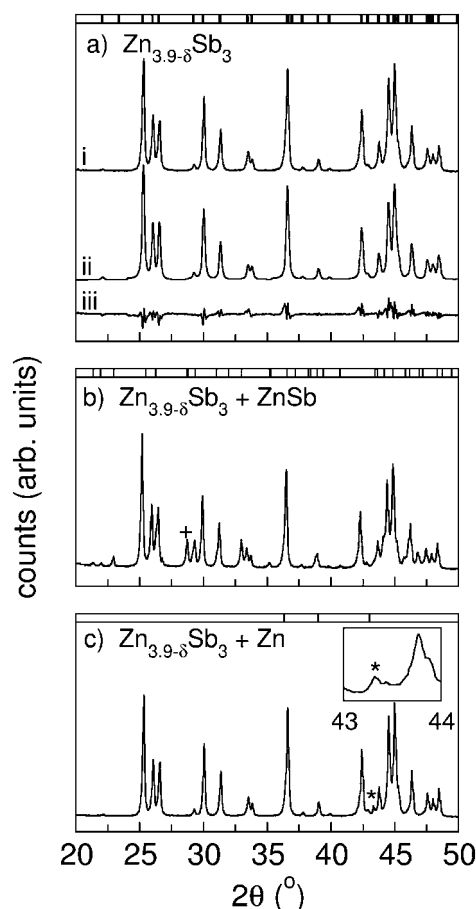 a) Zn3.9-δSb3
i
ii
iii
counts (arb. units)
b) Zn3.9-δSb3 + ZnSb
+
c) Zn3.9-δSb3 + Zn
*
43 44
*
20 25 30 35 40 45 50
2θ (°)